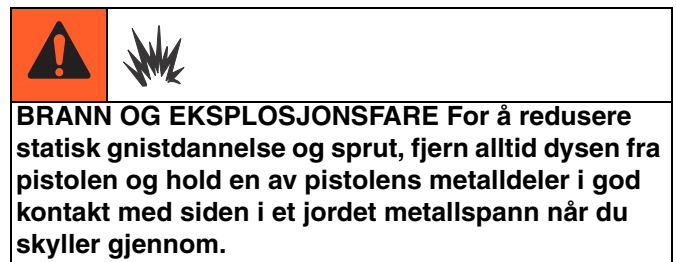 BRANN OG EKSPLOSJONSFARE For å redusere
statisk gnistdannelse og sprut, fjern alltid dysen fra
pistolen og hold en av pistolens metalldeler i god
kontakt med siden i et jordet metallspann når du
skyller gjennom.